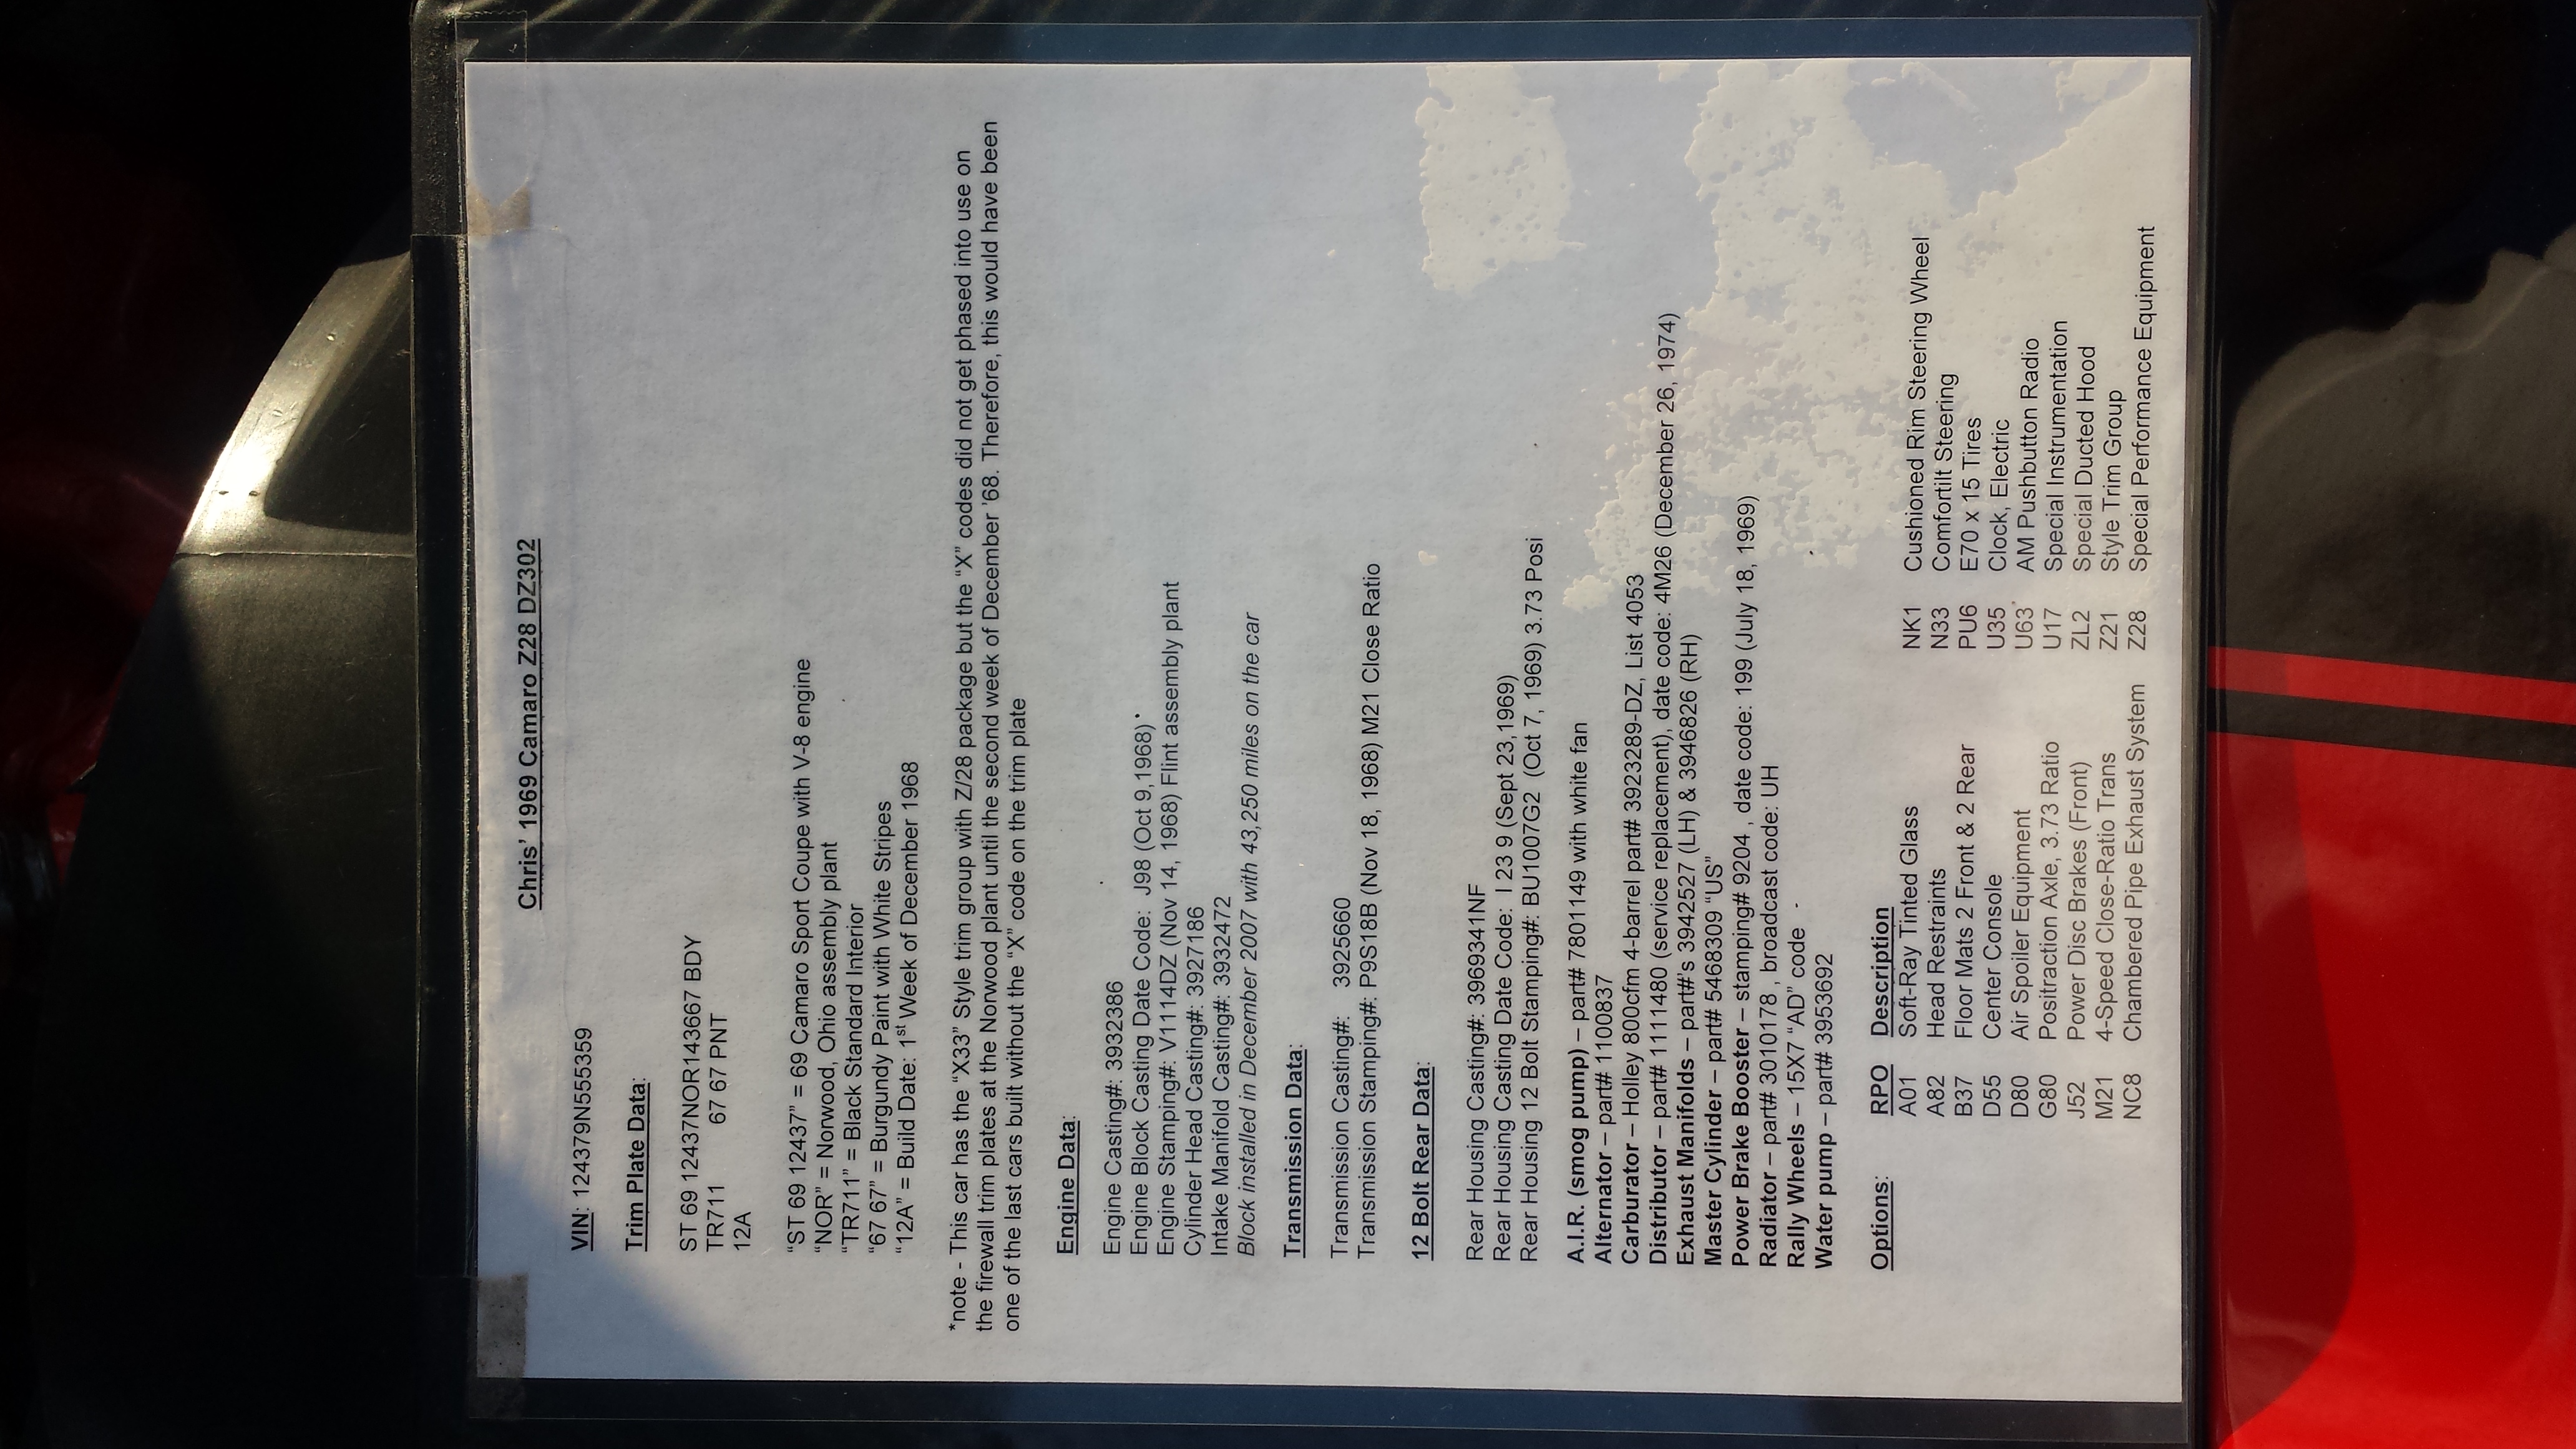 Chris' 1969 Camaro Z28 DZ302
VIN: 124379N555359
Trim Plate Data:
ST 69 12437NOR143667 BDY
TR711 67 67 PNT
12A
"ST 69 12437" = 69 Camaro Sport Coupe with V-8 engine
"NOR" = Norwood, Ohio assembly plant
"TR711" = Black Standard Interior
"67 67" = Burgundy Paint with White Stripes
"12A" = Build Date: 1st Week of December 1968
*note - This car has the "X33" Style trim group with Z/28 package but the "X" codes did not get phased into use on
the firewall trim plates at the Norwood plant until the second week of December '68. Therefore, this would have been
one of the last cars built without the "X" code on the trim plate
Engine Data:
Engine Casting#: 3932386
Engine Block Casting Date Code: J98 (Oct 9,1968)
Engine Stamping#: V1114DZ (Nov 14, 1968) Flint assembly plant
Cylinder Head Casting#: 3927186
Intake Manifold Casting#: 3932472
Block installed in December 2007 with 43,250 miles on the car
Transmission Data:
Transmission Casting#: 3925660
Transmission Stamping#: P9S18B (Nov 18, 1968) M21 Close Ratio
12 Bolt Rear Data:
Rear Housing Casting#: 3969341NF
Rear Housing Casting Date Code: I 23 9 (Sept 23,1969)
Rear Housing 12 Bolt Stamping#: BU1007G2 (Oct 7, 1969) 3.73 Posi
A.I.R. (smog pump) – part# 7801149 with white fan
Alternator – part# 1100837
Carburator – Holley 800cfm 4-barrel part# 3923289-DZ, List 4053
Distributor – part# 1111480 (service replacement), date code: 4M26 (December 26, 1974)
Exhaust Manifolds – part#'s 3942527 (LH) & 3946826 (RH)
Master Cylinder – part# 5468309 "US"
Power Brake Booster – stamping# 9204 , date code: 199 (July 18, 1969)
Radiator – part# 3010178 , broadcast code: UH
Rally Wheels – 15X7 "AD" code -
Water pump – part# 3953692
Options: RPO Description
A01 Soft-Ray Tinted Glass NK1 Cushioned Rim Steering Wheel
A82 Head Restraints N33 Comfortilt Steering
B37 Floor Mats 2 Front & 2 Rear PU6 E70 x 15 Tires
D55 Center Console U35 Clock, Electric
D80 Air Spoiler Equipment U63 AM Pushbutton Radio
G80 Positraction Axle, 3.73 Ratio U17 Special Instrumentation
J52 Power Disc Brakes (Front) ZL2 Special Ducted Hood
M21 4-Speed Close-Ratio Trans Z21 Style Trim Group
NC8 Chambered Pipe Exhaust System Z28 Special Performance Equipment